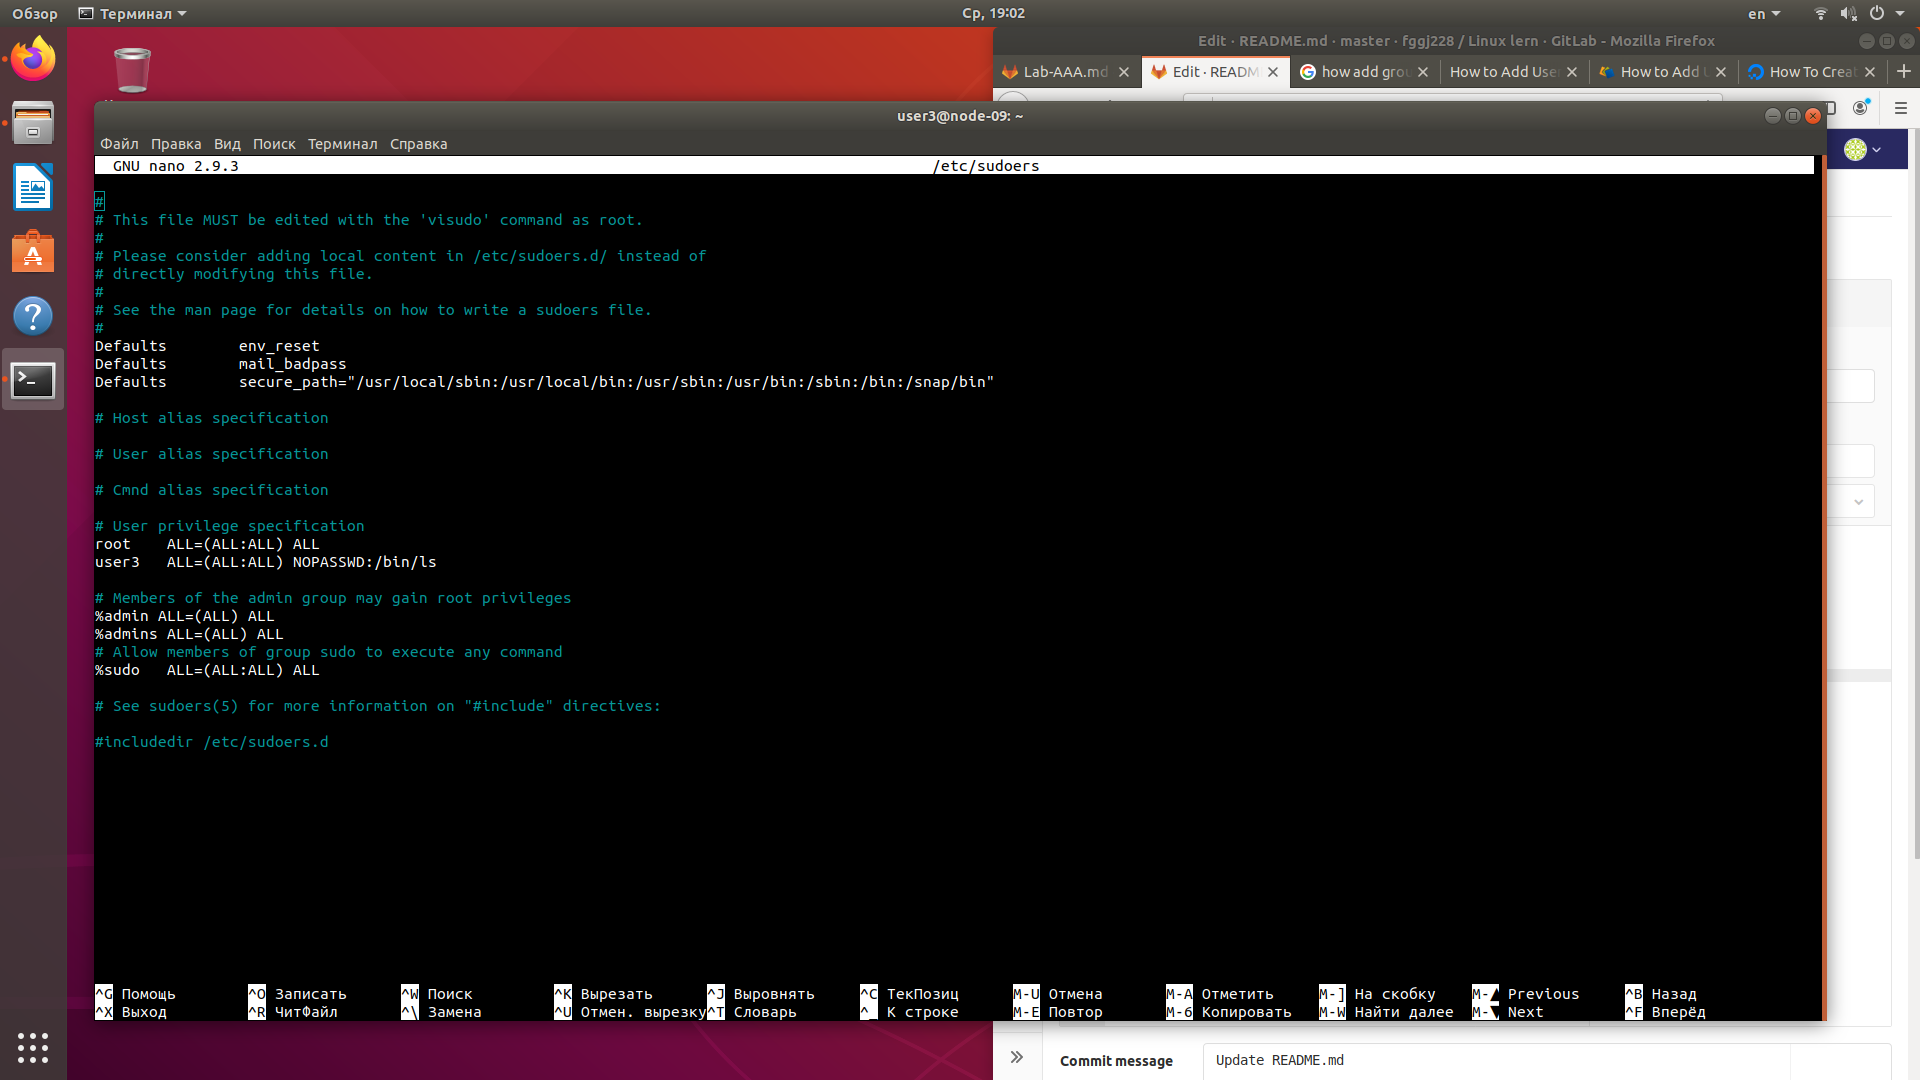 Обзор Терминал Ср, 19:02 en
Edit · README.md · master · fggj228 / Linux lern · GitLab - Mozilla Firefox
Lab-AAA.md Edit · READM how add grou How to Add Use How to Add U How To Creat
user3@node-09: ~
Файл Правка Вид Поиск Терминал Справка
GNU nano 2.9.3 /etc/sudoers
#
# This file MUST be edited with the 'visudo' command as root.
#
# Please consider adding local content in /etc/sudoers.d/ instead of
# directly modifying this file.
#
# See the man page for details on how to write a sudoers file.
#
Defaults        env_reset
Defaults        mail_badpass
Defaults        secure_path="/usr/local/sbin:/usr/local/bin:/usr/sbin:/usr/bin:/sbin:/bin:/snap/bin"
# Host alias specification
# User alias specification
# Cmnd alias specification
# User privilege specification
root    ALL=(ALL:ALL) ALL
user3   ALL=(ALL:ALL) NOPASSWD:/bin/ls
# Members of the admin group may gain root privileges
%admin ALL=(ALL) ALL
%admins ALL=(ALL) ALL
# Allow members of group sudo to execute any command
%sudo   ALL=(ALL:ALL) ALL
# See sudoers(5) for more information on "#include" directives:
#includedir /etc/sudoers.d
^G Помощь ^O Записать ^W Поиск ^K Вырезать ^J Выровнять ^C ТекПозиц M-U Отмена M-A Отметить M-] На скобку M-▲ Previous ^B Назад
^X Выход ^R ЧитФайл ^\ Замена ^U Отмен. вырезку ^T Словарь ^_ К строке M-E Повтор M-6 Копировать M-W Найти далее M-▼ Next ^F Вперёд
Commit message Update README.md